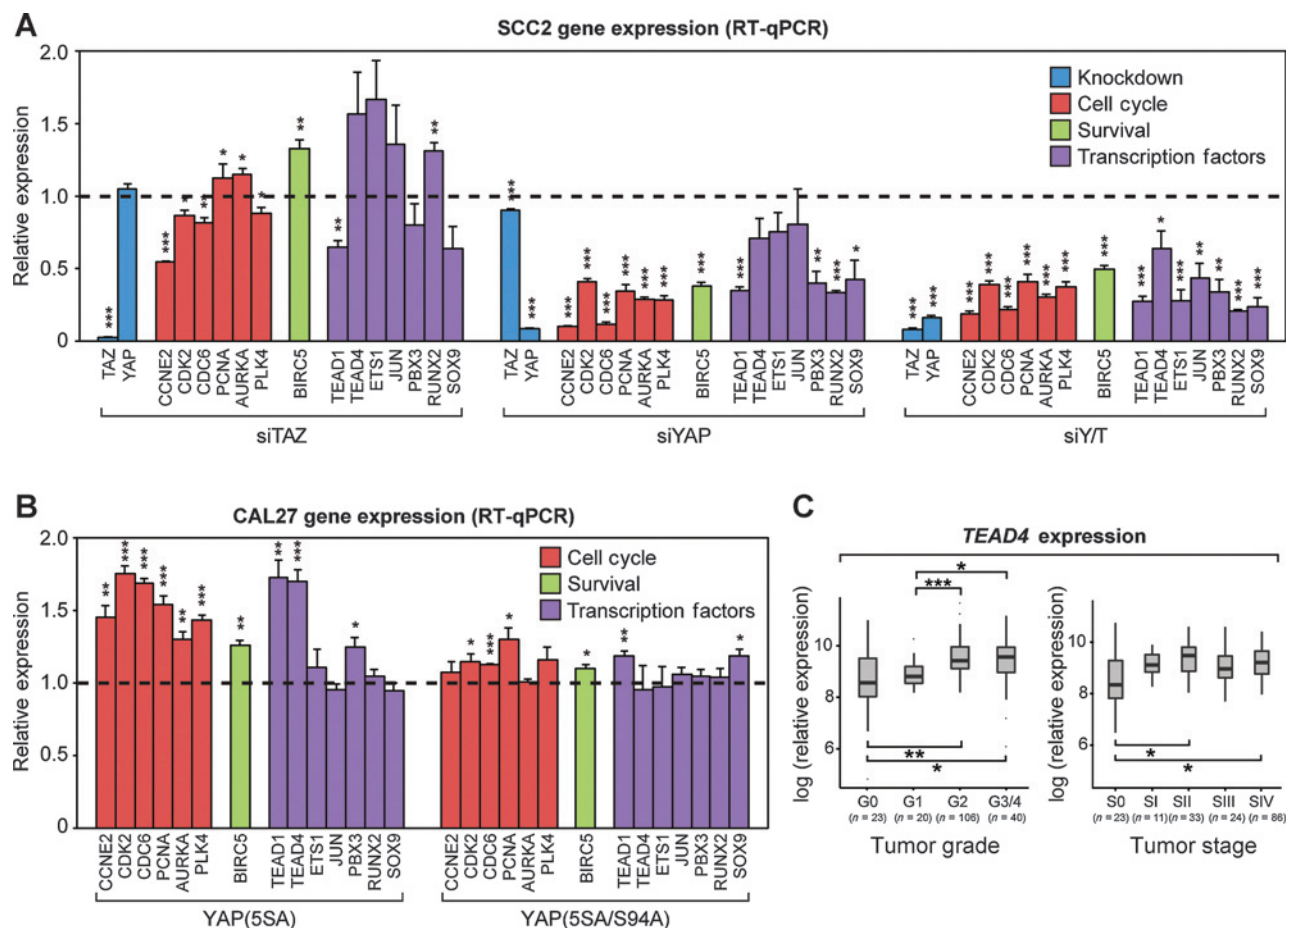 A
SCC2 gene expression (RT-qPCR)
Relative expression
2.0
1.5
1.0
0.5
0
Knockdown
Cell cycle
Survival
Transcription factors
*** *** * ** * * * ** ** ** *** *** *** *** *** *** *** *** *** *** ** *** * *** *** *** *** *** *** *** *** *** *** * *** ** ** *** ***
TAZ YAP CCNE2 CDK2 CDC6 PCNA AURKA PLK4 BIRC5 TEAD1 TEAD4 ETS1 JUN PBX3 RUNX2 SOX9
TAZ YAP CCNE2 CDK2 CDC6 PCNA AURKA PLK4 BIRC5 TEAD1 TEAD4 ETS1 JUN PBX3 RUNX2 SOX9
TAZ YAP CCNE2 CDK2 CDC6 PCNA AURKA PLK4 BIRC5 TEAD1 TEAD4 ETS1 JUN PBX3 RUNX2 SOX9
siTAZ siYAP siY/T
B
CAL27 gene expression (RT-qPCR)
Relative expression
2.0
1.5
1.0
0.5
0
Cell cycle
Survival
Transcription factors
** *** *** *** ** *** ** ** *** * * *** * * ** *
CCNE2 CDK2 CDC6 PCNA AURKA PLK4 BIRC5 TEAD1 TEAD4 ETS1 JUN PBX3 RUNX2 SOX9
CCNE2 CDK2 CDC6 PCNA AURKA PLK4 BIRC5 TEAD1 TEAD4 ETS1 JUN PBX3 RUNX2 SOX9
YAP(5SA) YAP(5SA/S94A)
C
TEAD4 expression
log (relative expression)
10
8
6
*
***
**
*
G0 G1 G2 G3/4
(n = 23) (n = 20) (n = 106) (n = 40)
Tumor grade
log (relative expression)
10
8
6
*
*
S0 SI SII SIII SIV
(n = 23) (n = 11) (n = 33) (n = 24) (n = 86)
Tumor stage